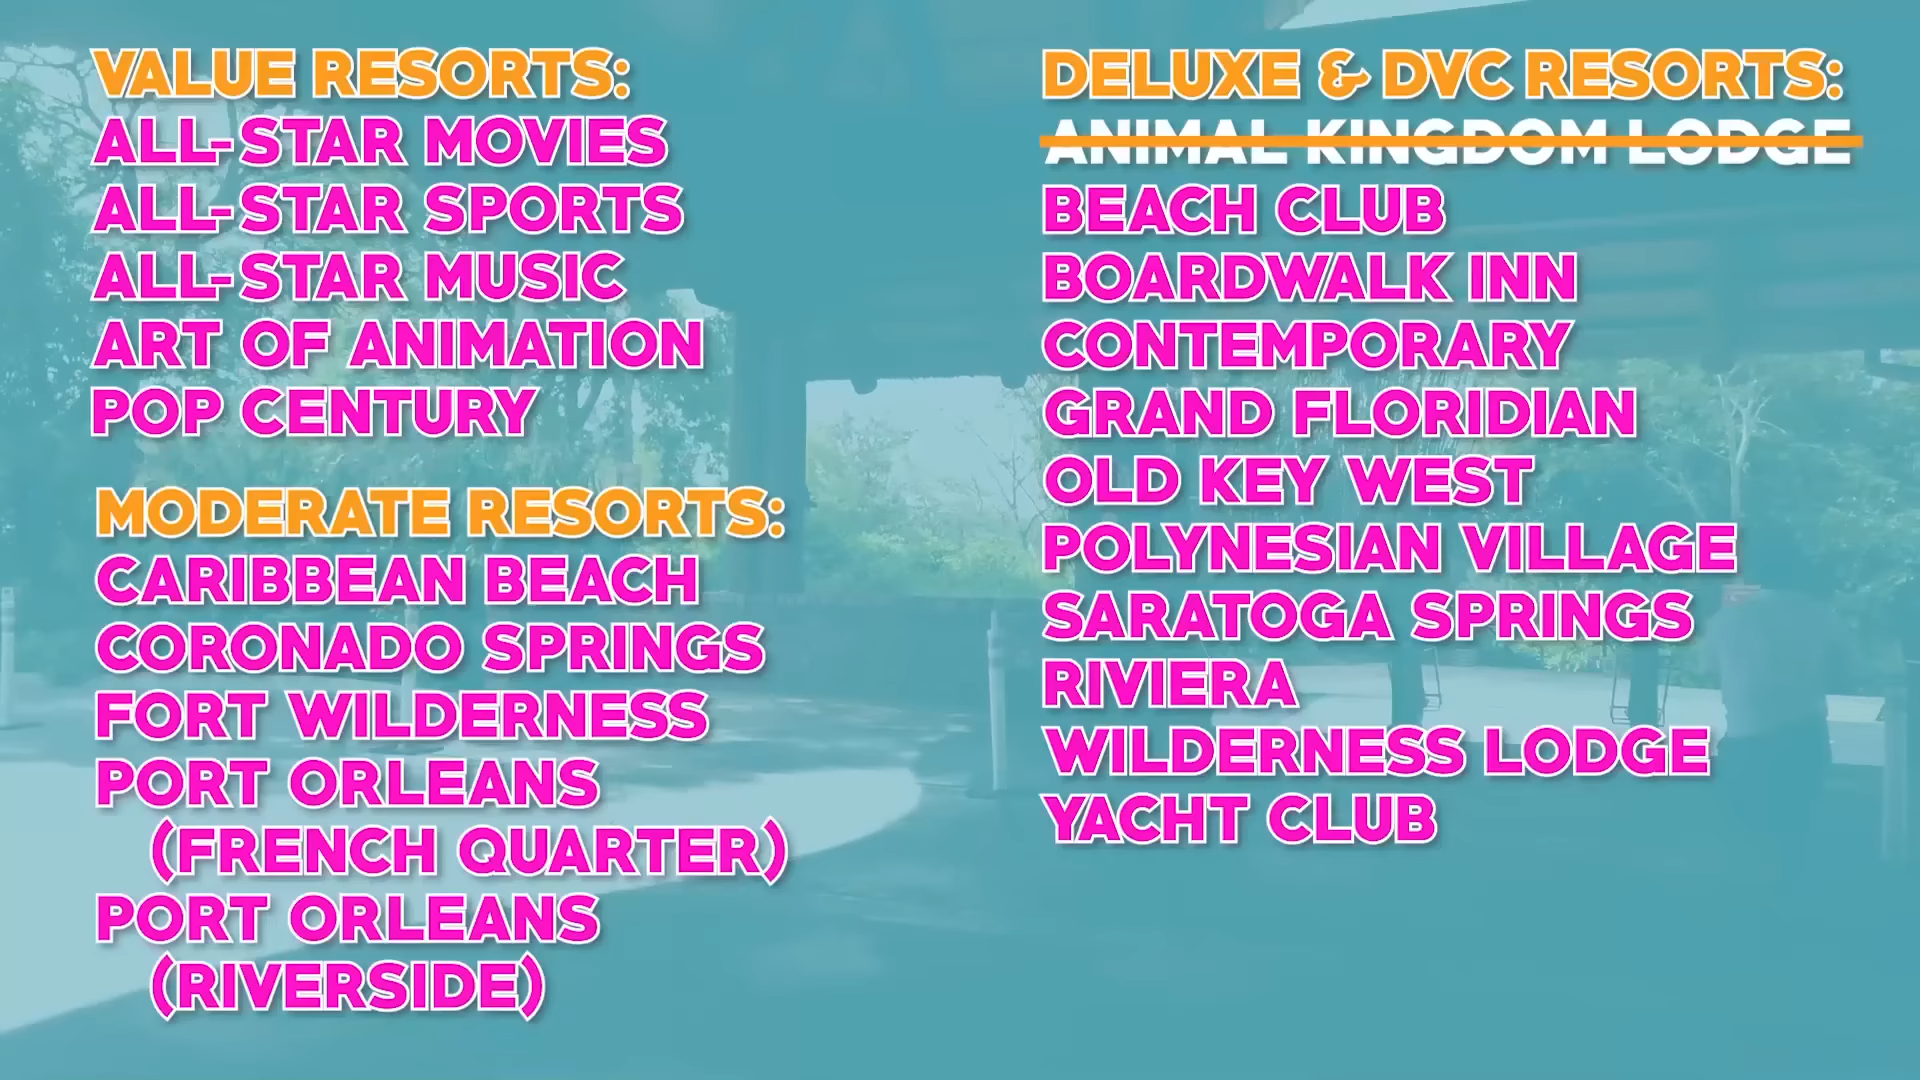 VALUE RESORTS:
ALL-STAR MOVIES
ALL-STAR SPORTS
ALL-STAR MUSIC
ART OF ANIMATION
POP CENTURY
MODERATE RESORTS:
CARIBBEAN BEACH
CORONADO SPRINGS
FORT WILDERNESS
PORT ORLEANS
(FRENCH QUARTER)
PORT ORLEANS
(RIVERSIDE)
DELUXE & DVC RESORTS:
ANIMAL KINGDOM LODGE
BEACH CLUB
BOARDWALK INN
CONTEMPORARY
GRAND FLORIDIAN
OLD KEY WEST
POLYNESIAN VILLAGE
SARATOGA SPRINGS
RIVIERA
WILDERNESS LODGE
YACHT CLUB